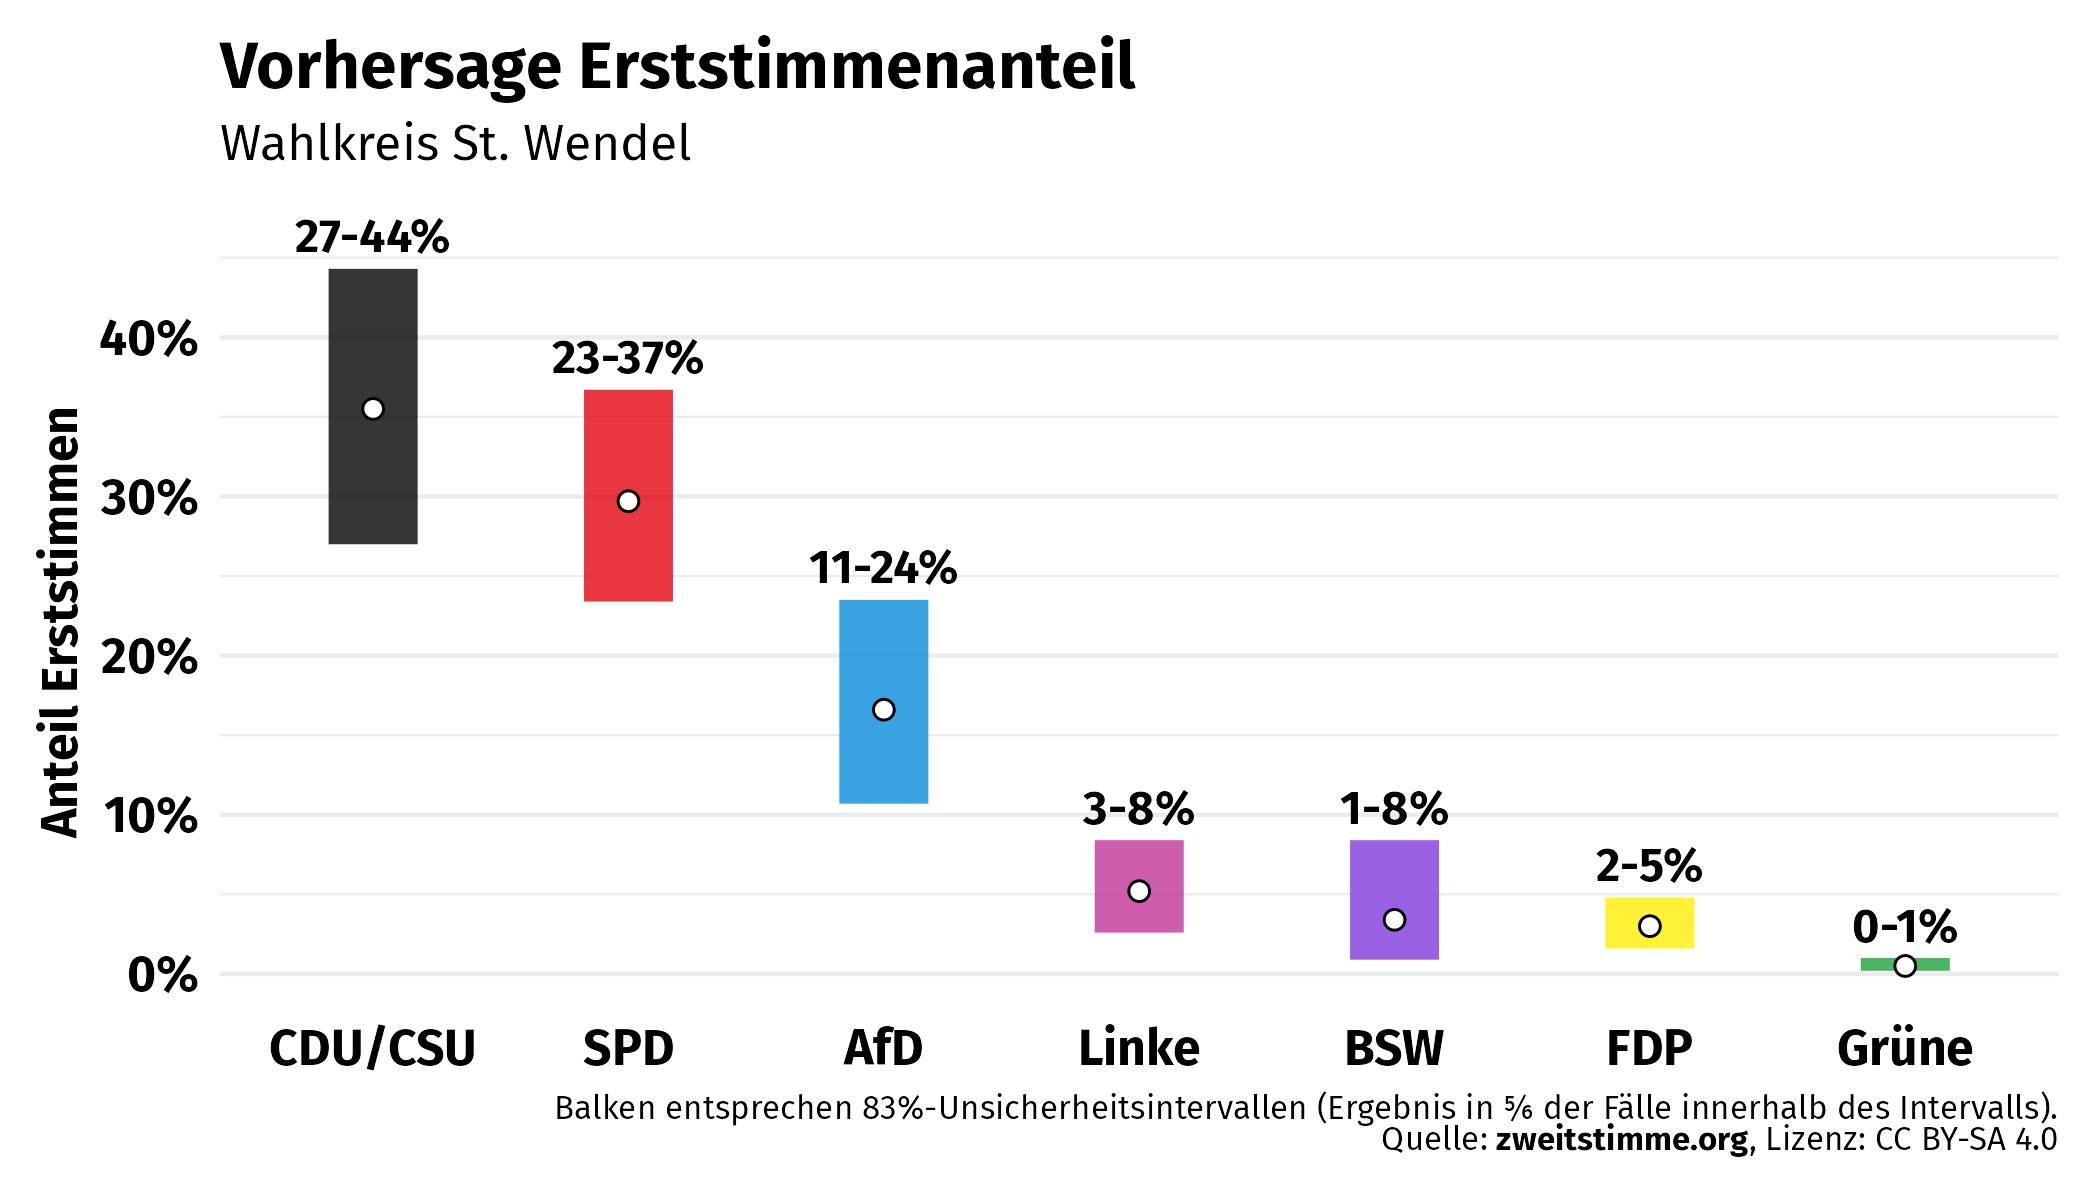 Vorhersage Erststimmenanteil
Wahlkreis St. Wendel
Anteil Erststimmen
40%
30%
20%
10%
0%
27-44%
23-37%
11-24%
3-8%
1-8%
2-5%
0-1%
CDU/CSU SPD AfD Linke BSW FDP Grüne
Balken entsprechen 83%-Unsicherheitsintervallen (Ergebnis in ⅚ der Fälle innerhalb des Intervalls).
Quelle: zweitstimme.org, Lizenz: CC BY-SA 4.0